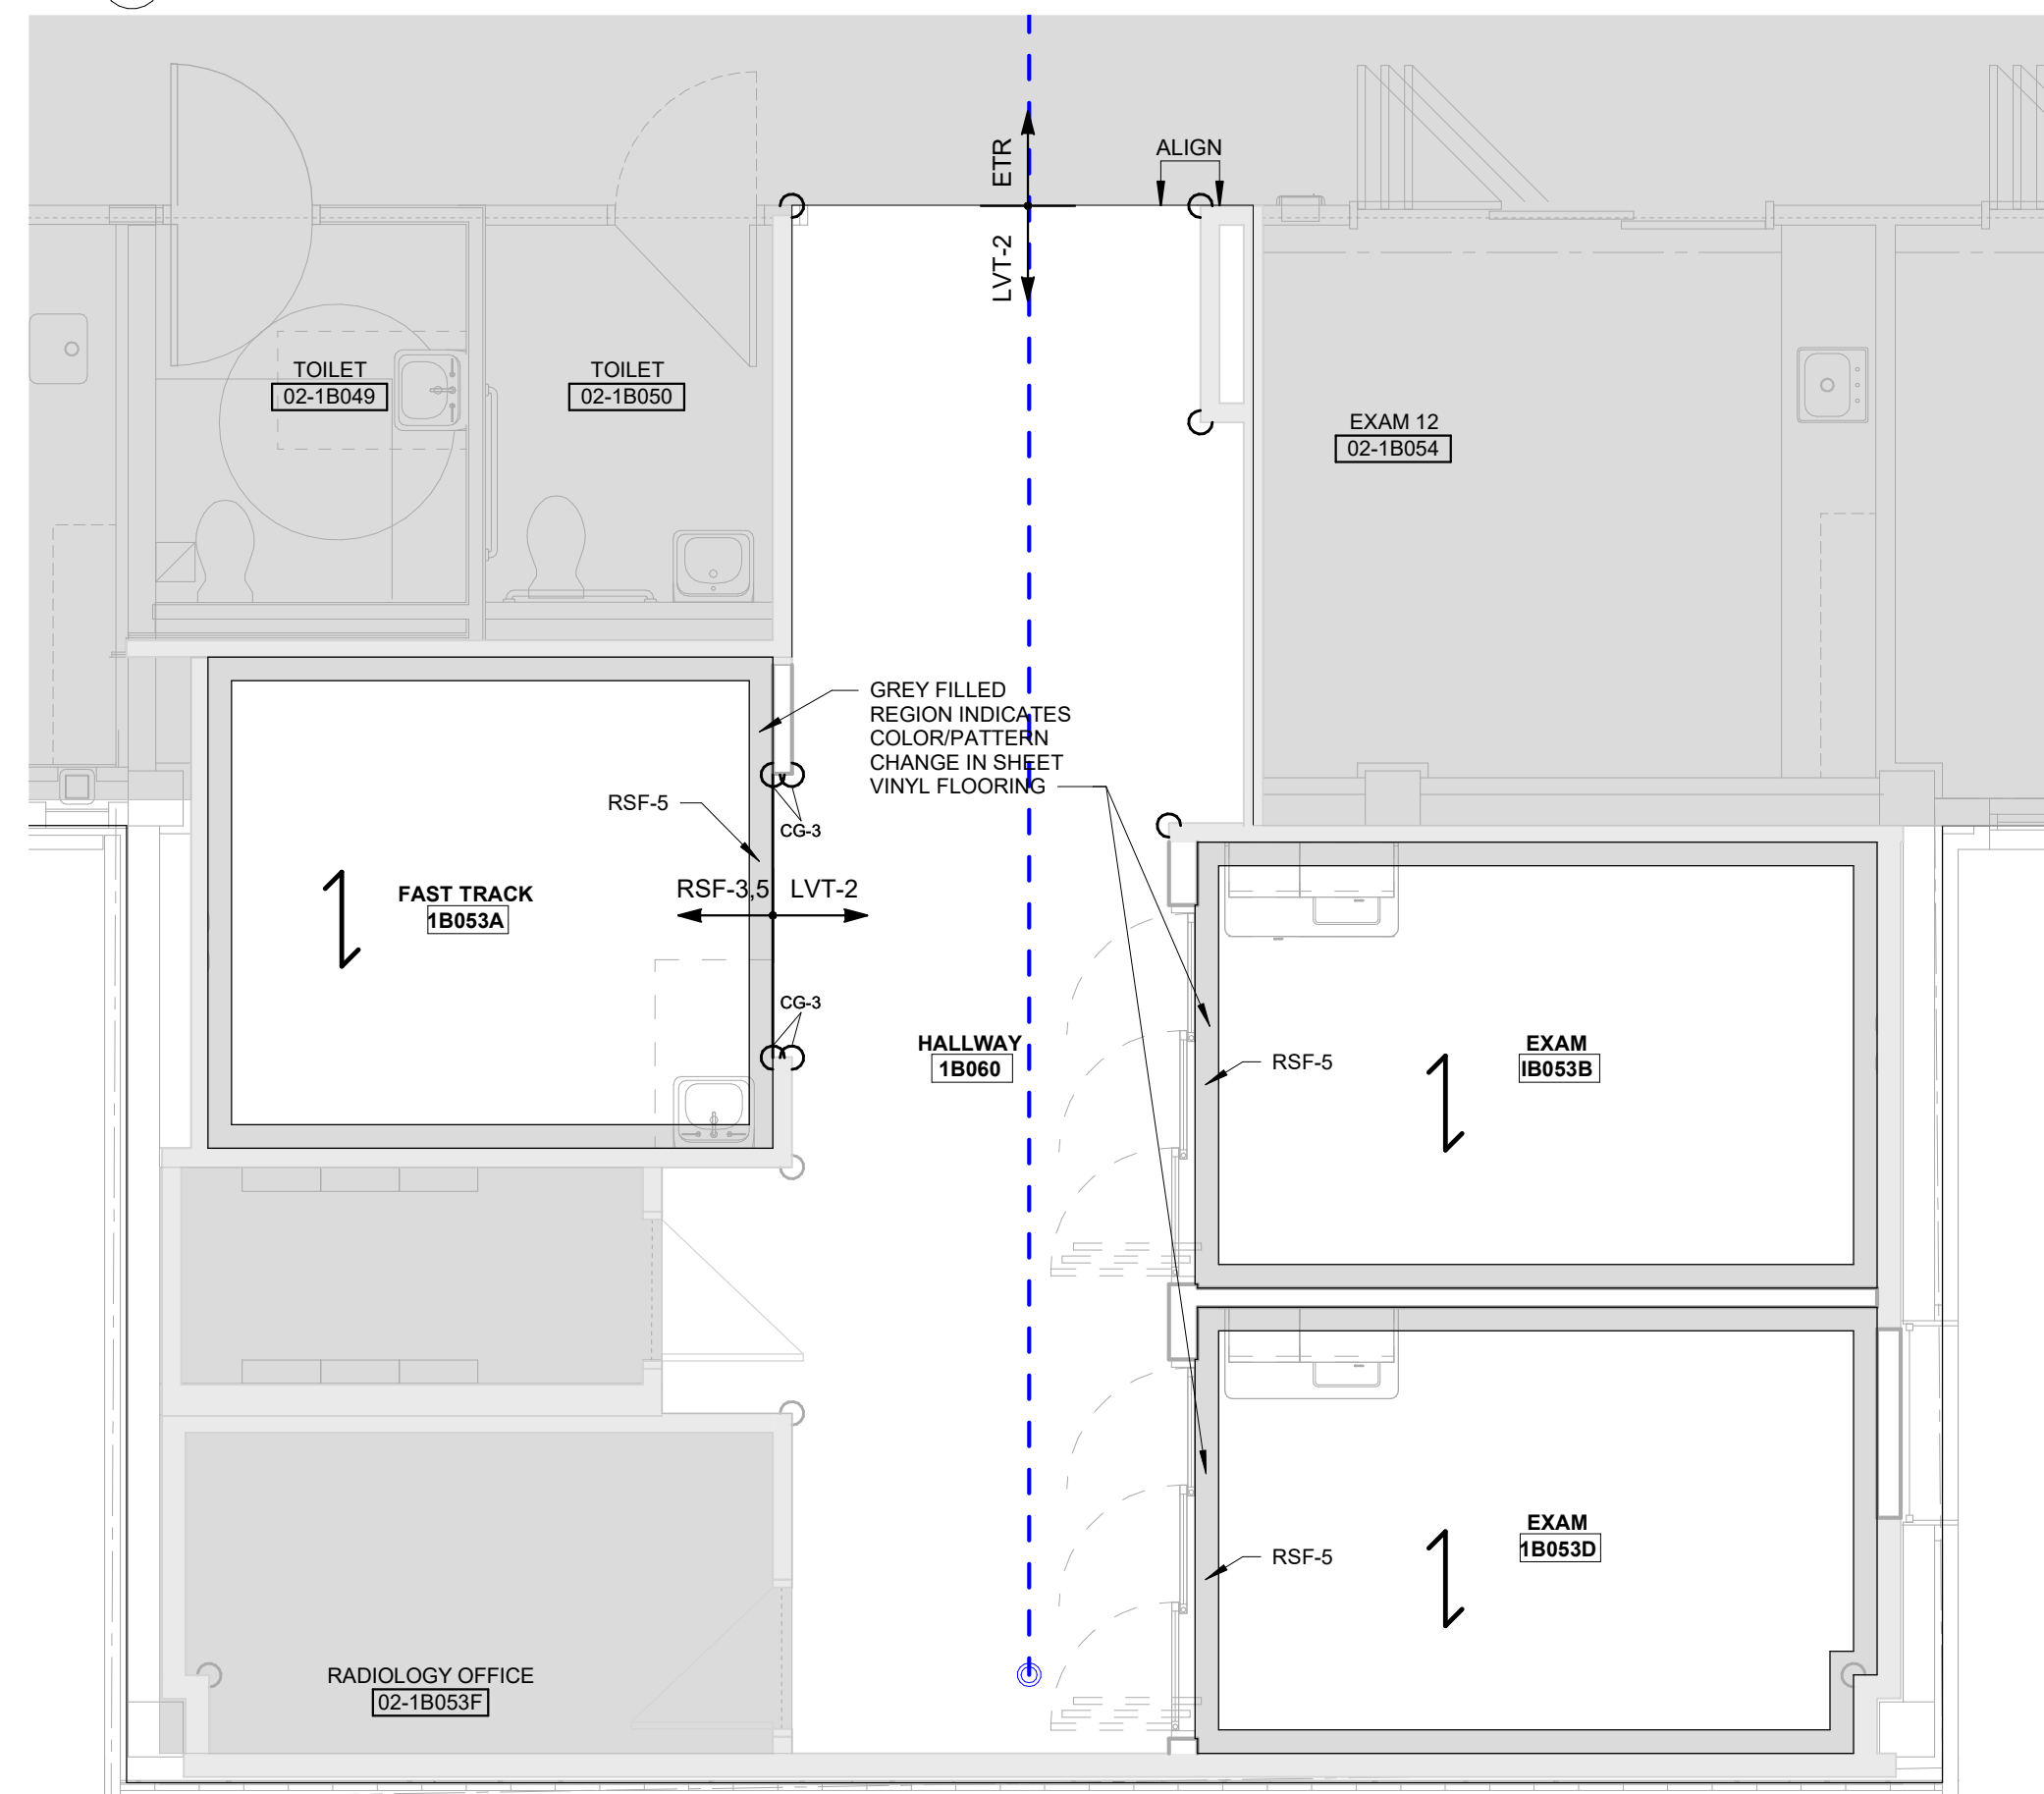 ETR
ALIGN
LVT-2
TOILET
02-1B049
TOILET
02-1B050
EXAM 12
02-1B054
GREY FILLED
REGION INDICATES
COLOR/PATTERN
CHANGE IN SHEET
VINYL FLOORING
RSF-5
CG-3
FAST TRACK
1B053A
RSF-3,5
LVT-2
CG-3
HALLWAY
1B060
RSF-5
EXAM
IB053B
EXAM
1B053D
RSF-5
RADIOLOGY OFFICE
02-1B053F